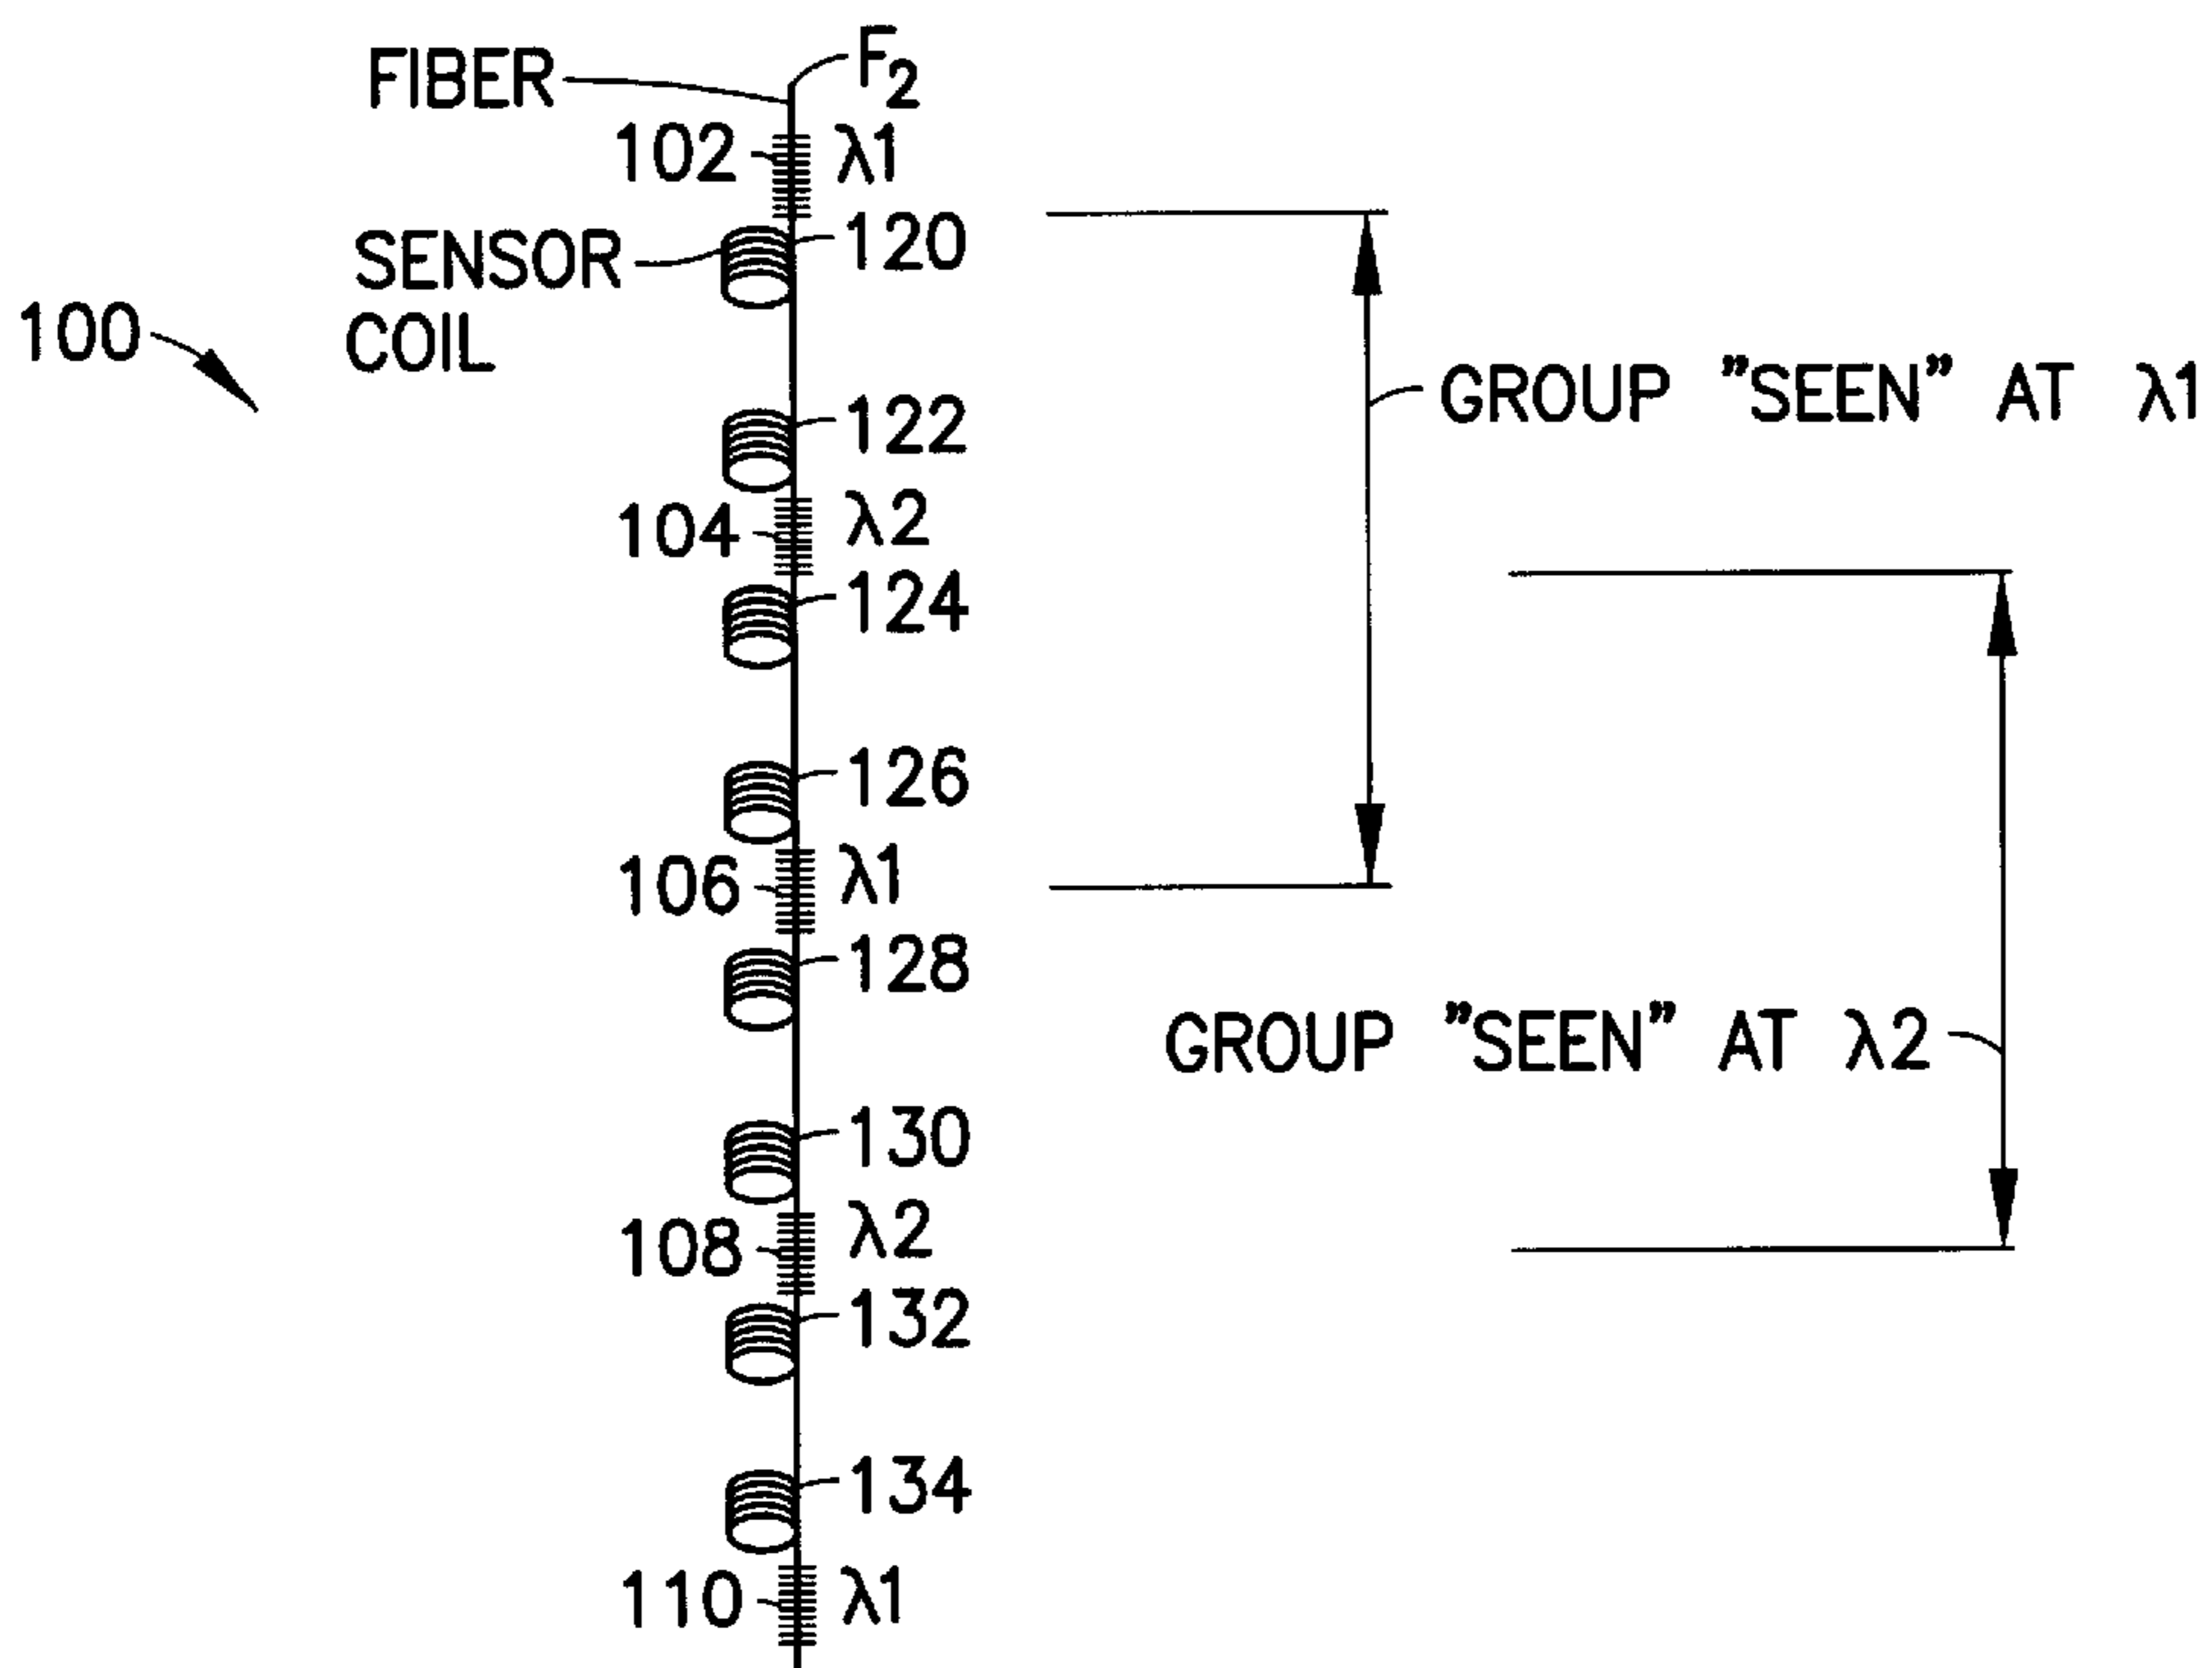 FIBER
F2
102
λ1
SENSOR
COIL
120
100
122
GROUP "SEEN" AT λ1
104
λ2
124
126
106
λ1
128
GROUP "SEEN" AT λ2
130
108
λ2
132
134
110
λ1